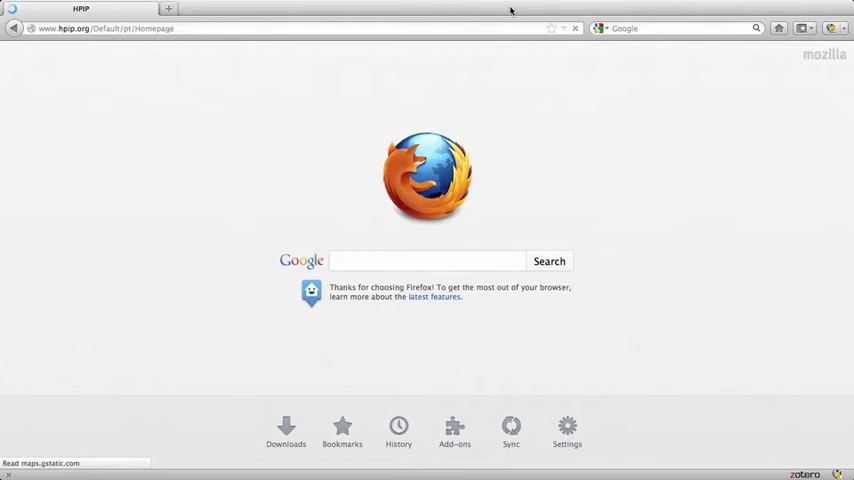 HPIP
www.hpip.org/Default/pt/Homepage
Google
mozilla
Google
Search
Thanks for choosing Firefox! To get the most out of your browser,
learn more about the latest features.
Downloads
Bookmarks
History
Add-ons
Sync
Settings
Read maps.gstatic.com
zotero